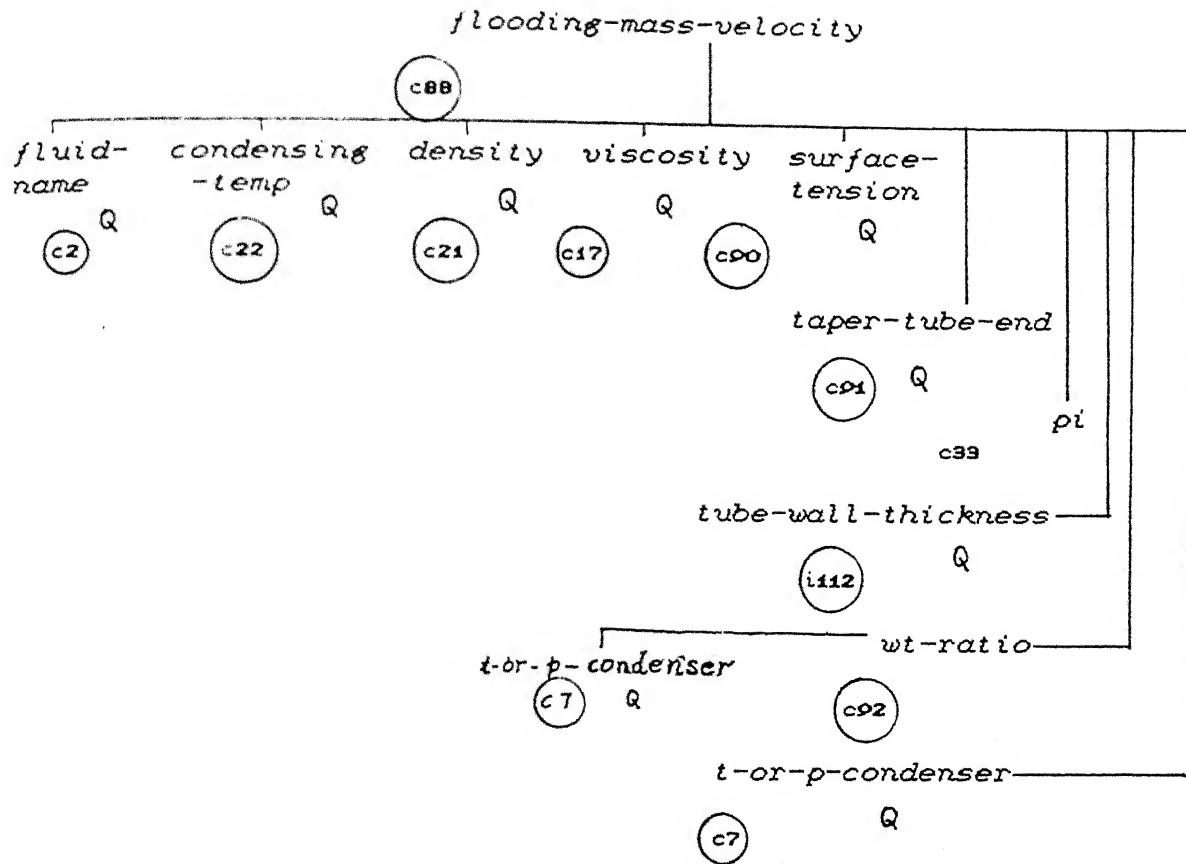 flooding-mass-velocity
c88
fluid- condensing density viscosity surface-
name -temp tension
Q Q Q Q Q
c2 c22 c21 c17 c90
taper-tube-end
c91 Q
pi
c33
tube-wall-thickness
Q
i112
wt-ratio
t-or-p-condenser
c7 Q c92
t-or-p-condenser
Q
c7